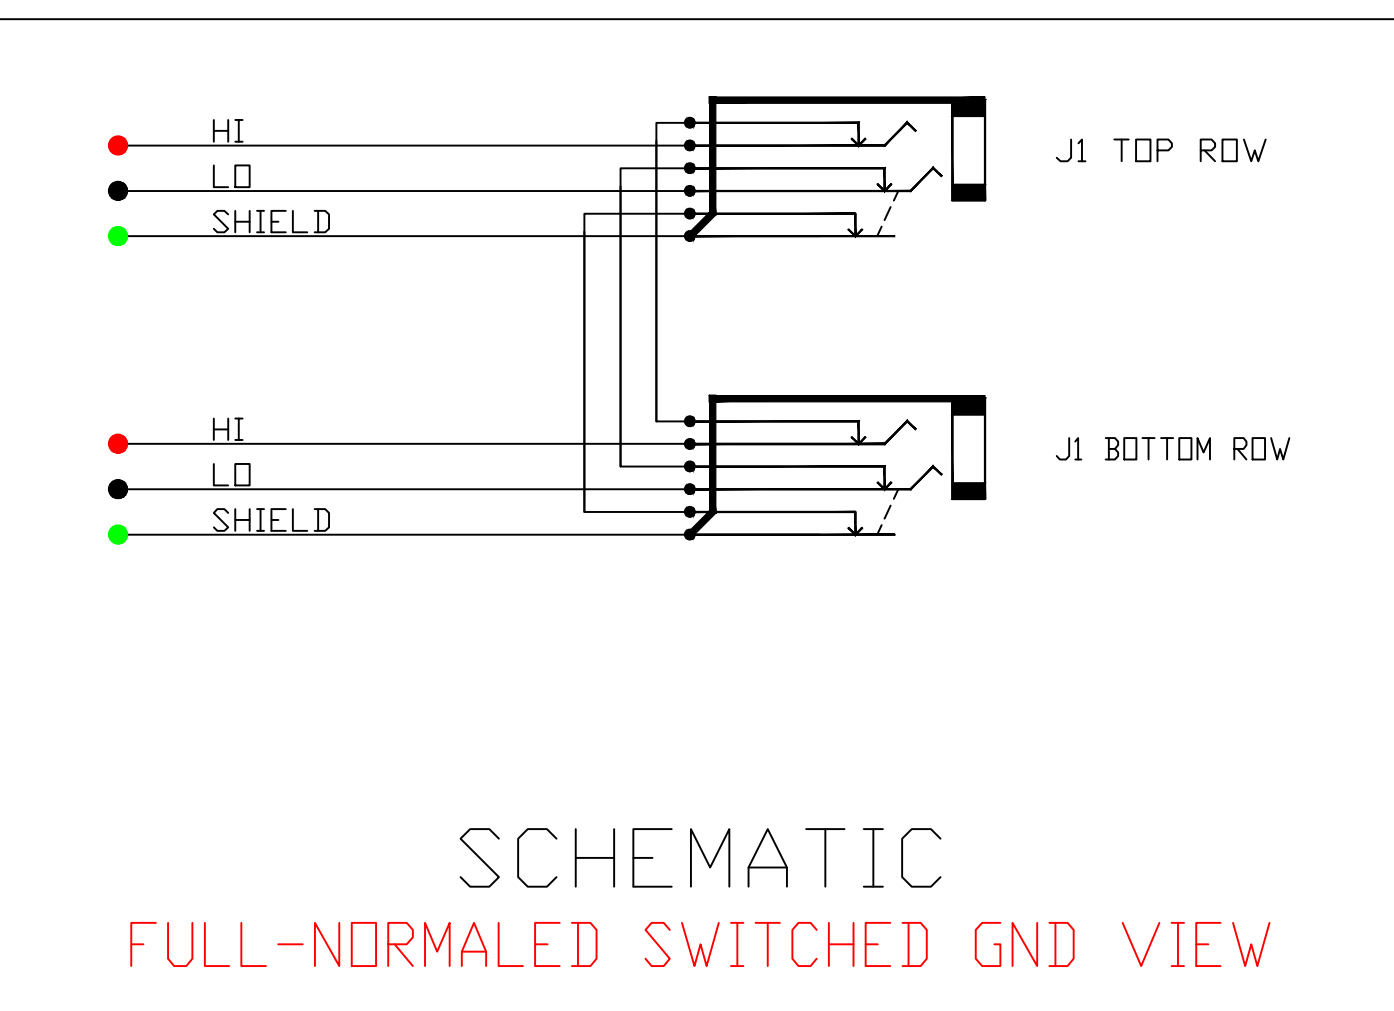 HI
LO
SHIELD
J1 TOP ROW
HI
LO
SHIELD
J1 BOTTOM ROW
SCHEMATIC
FULL-NORMALED SWITCHED GND VIEW